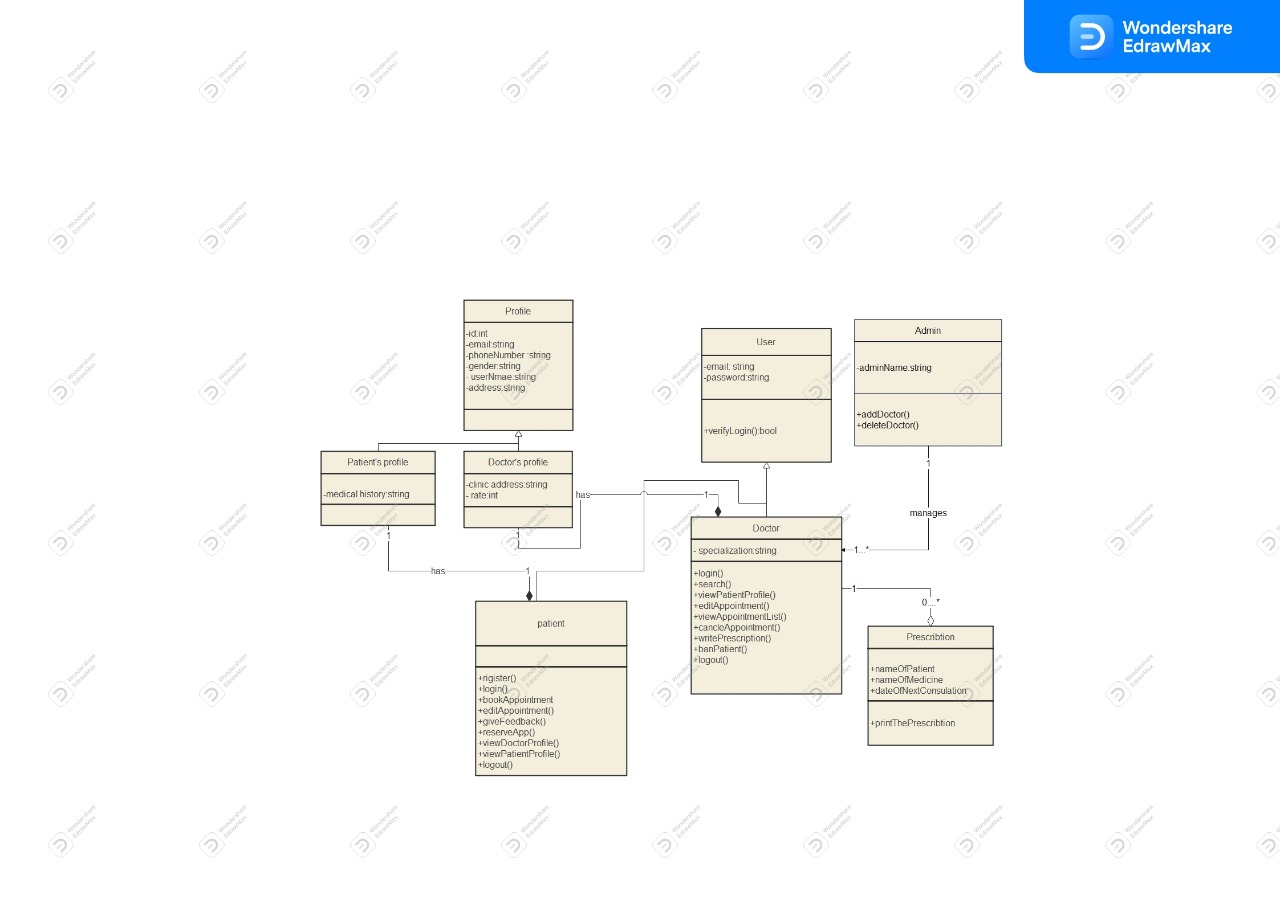 Wondershare
EdrawMax
Profile
-id:int
-email:string
-phoneNumber :string
-gender:string
- userNmae:string
-address:string
User
-email: string
-password:string
+verifyLogin():bool
Admin
-adminName:string
+addDoctor()
+deleteDoctor()
Patient's profile
-medical history:string
Doctor's profile
-clinic address:string
- rate:int
1
has
1
1
has
1
1
manages
1...*
Doctor
- specialization:string
+login()
+search()
+viewPatientProfile()
+editAppointment()
+viewAppointmentList()
+cancleAppointment()
+writePrescription()
+banPatient()
+logout()
1
0....*
patient
+rigister()
+login()
+bookAppointment
+editAppointment()
+giveFeedback()
+reserveApp()
+viewDoctorProfile()
+viewPatientProfile()
+logout()
Prescribtion
+nameOfPatient
+nameOfMedicine
+dateOfNextConsulation
+printThePrescribtion